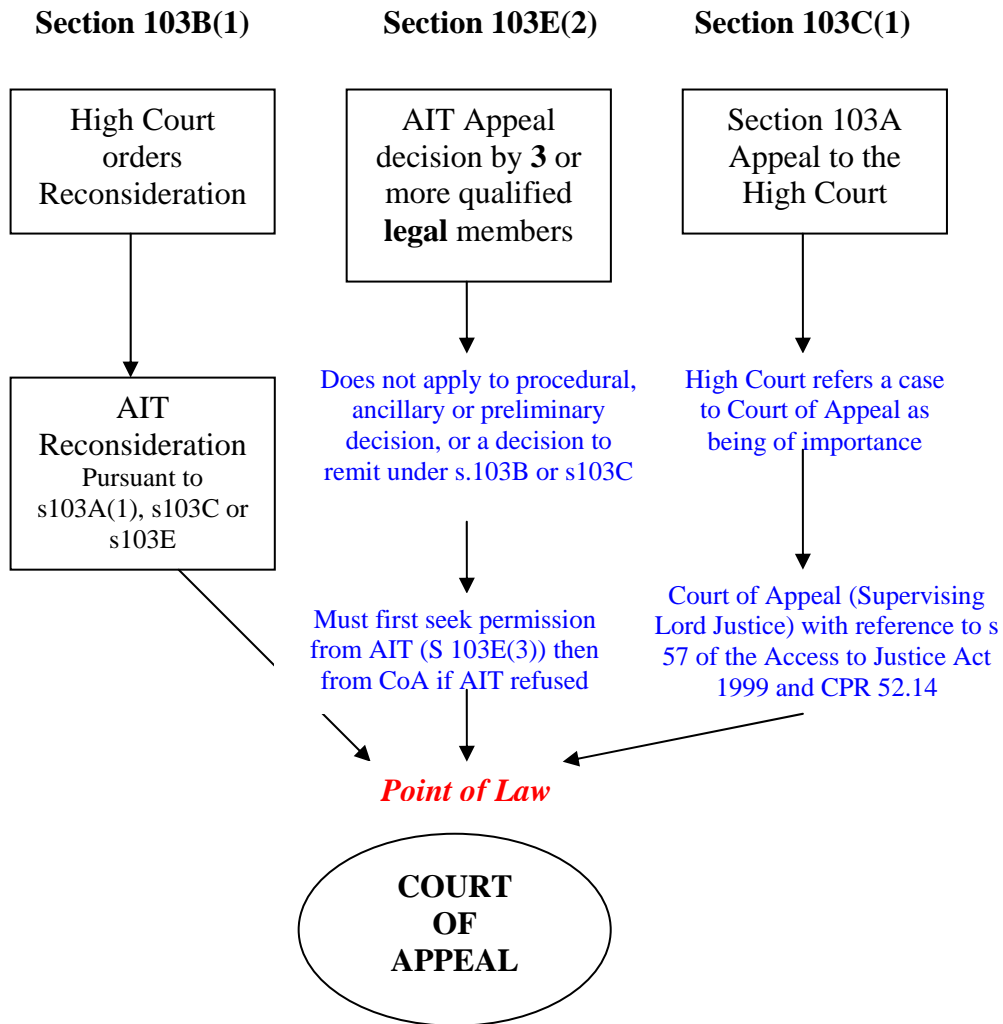 Section 103B(1)
High Court
orders
Reconsideration
AIT
Reconsideration
Pursuant to
s103A(1), s103C or
s103E
Section 103E(2)
AIT Appeal
decision by 3 or
more qualified
legal members
Does not apply to procedural,
ancillary or preliminary
decision, or a decision to
remit under s.103B or s103C
Must first seek permission
from AIT (S 103E(3)) then
from CoA if AIT refused
Section 103C(1)
Section 103A
Appeal to the
High Court
High Court refers a case
to Court of Appeal as
being of importance
Court of Appeal (Supervising
Lord Justice) with reference to s
57 of the Access to Justice Act
1999 and CPR 52.14
Point of Law
COURT
OF
APPEAL